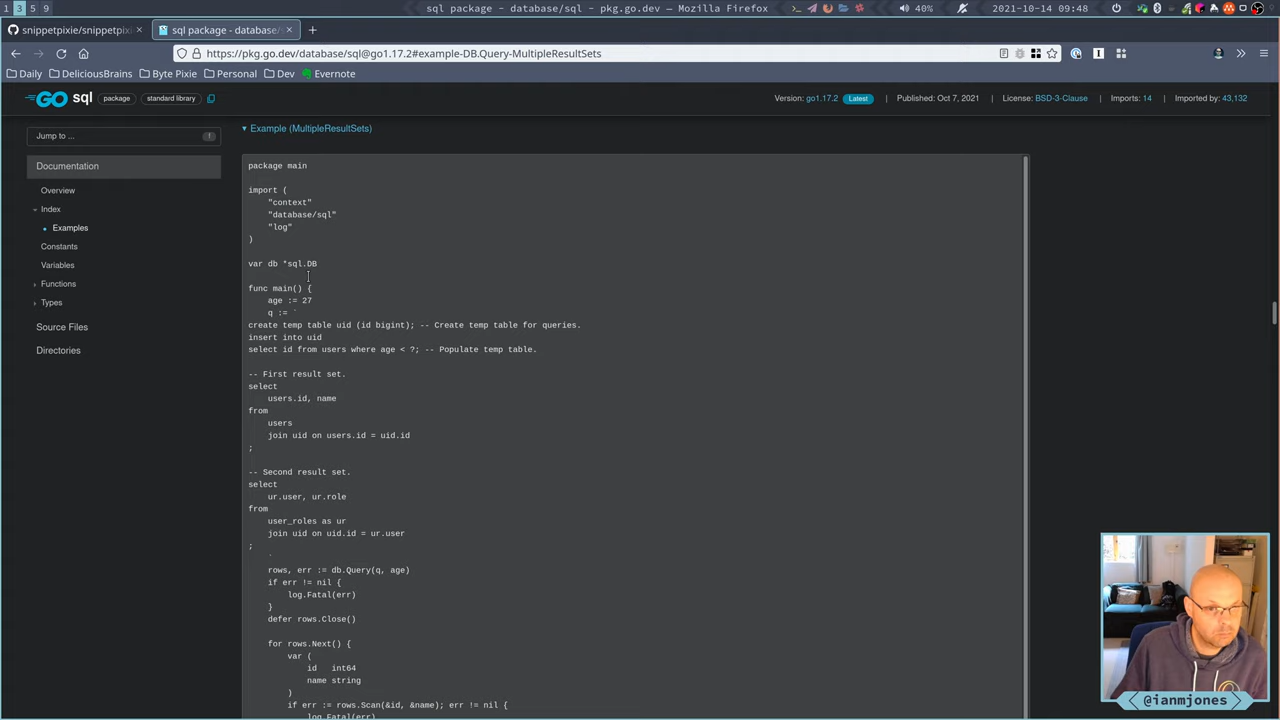 1 3 5 9
sql package - database/sql - pkg.go.dev — Mozilla Firefox
40%
2021-10-14 09:48
snippetpixie/snippetpixi
sql package - database/
https://pkg.go.dev/database/sql@go1.17.2#example-DB.Query-MultipleResultSets
Daily
DeliciousBrains
Byte Pixie
Personal
Dev
Evernote
GO sql package standard library
Version: go1.17.2 Latest
Published: Oct 7, 2021
License: BSD-3-Clause
Imports: 14
Imported by: 43,132
Jump to ... f
Documentation
Overview
Index
Examples
Constants
Variables
Functions
Types
Source Files
Directories
▾ Example (MultipleResultSets)
package main
import (
"context"
"database/sql"
"log"
)
var db *sql.DB
func main() {
age := 27
q := `
create temp table uid (id bigint); -- Create temp table for queries.
insert into uid
select id from users where age < ?; -- Populate temp table.
-- First result set.
select
users.id, name
from
users
join uid on users.id = uid.id
;
-- Second result set.
select
ur.user, ur.role
from
user_roles as ur
join uid on uid.id = ur.user
;
`
rows, err := db.Query(q, age)
if err != nil {
log.Fatal(err)
}
defer rows.Close()
for rows.Next() {
var (
id int64
name string
)
if err := rows.Scan(&id, &name); err != nil {
log.Fatal(err)
@ianmjones